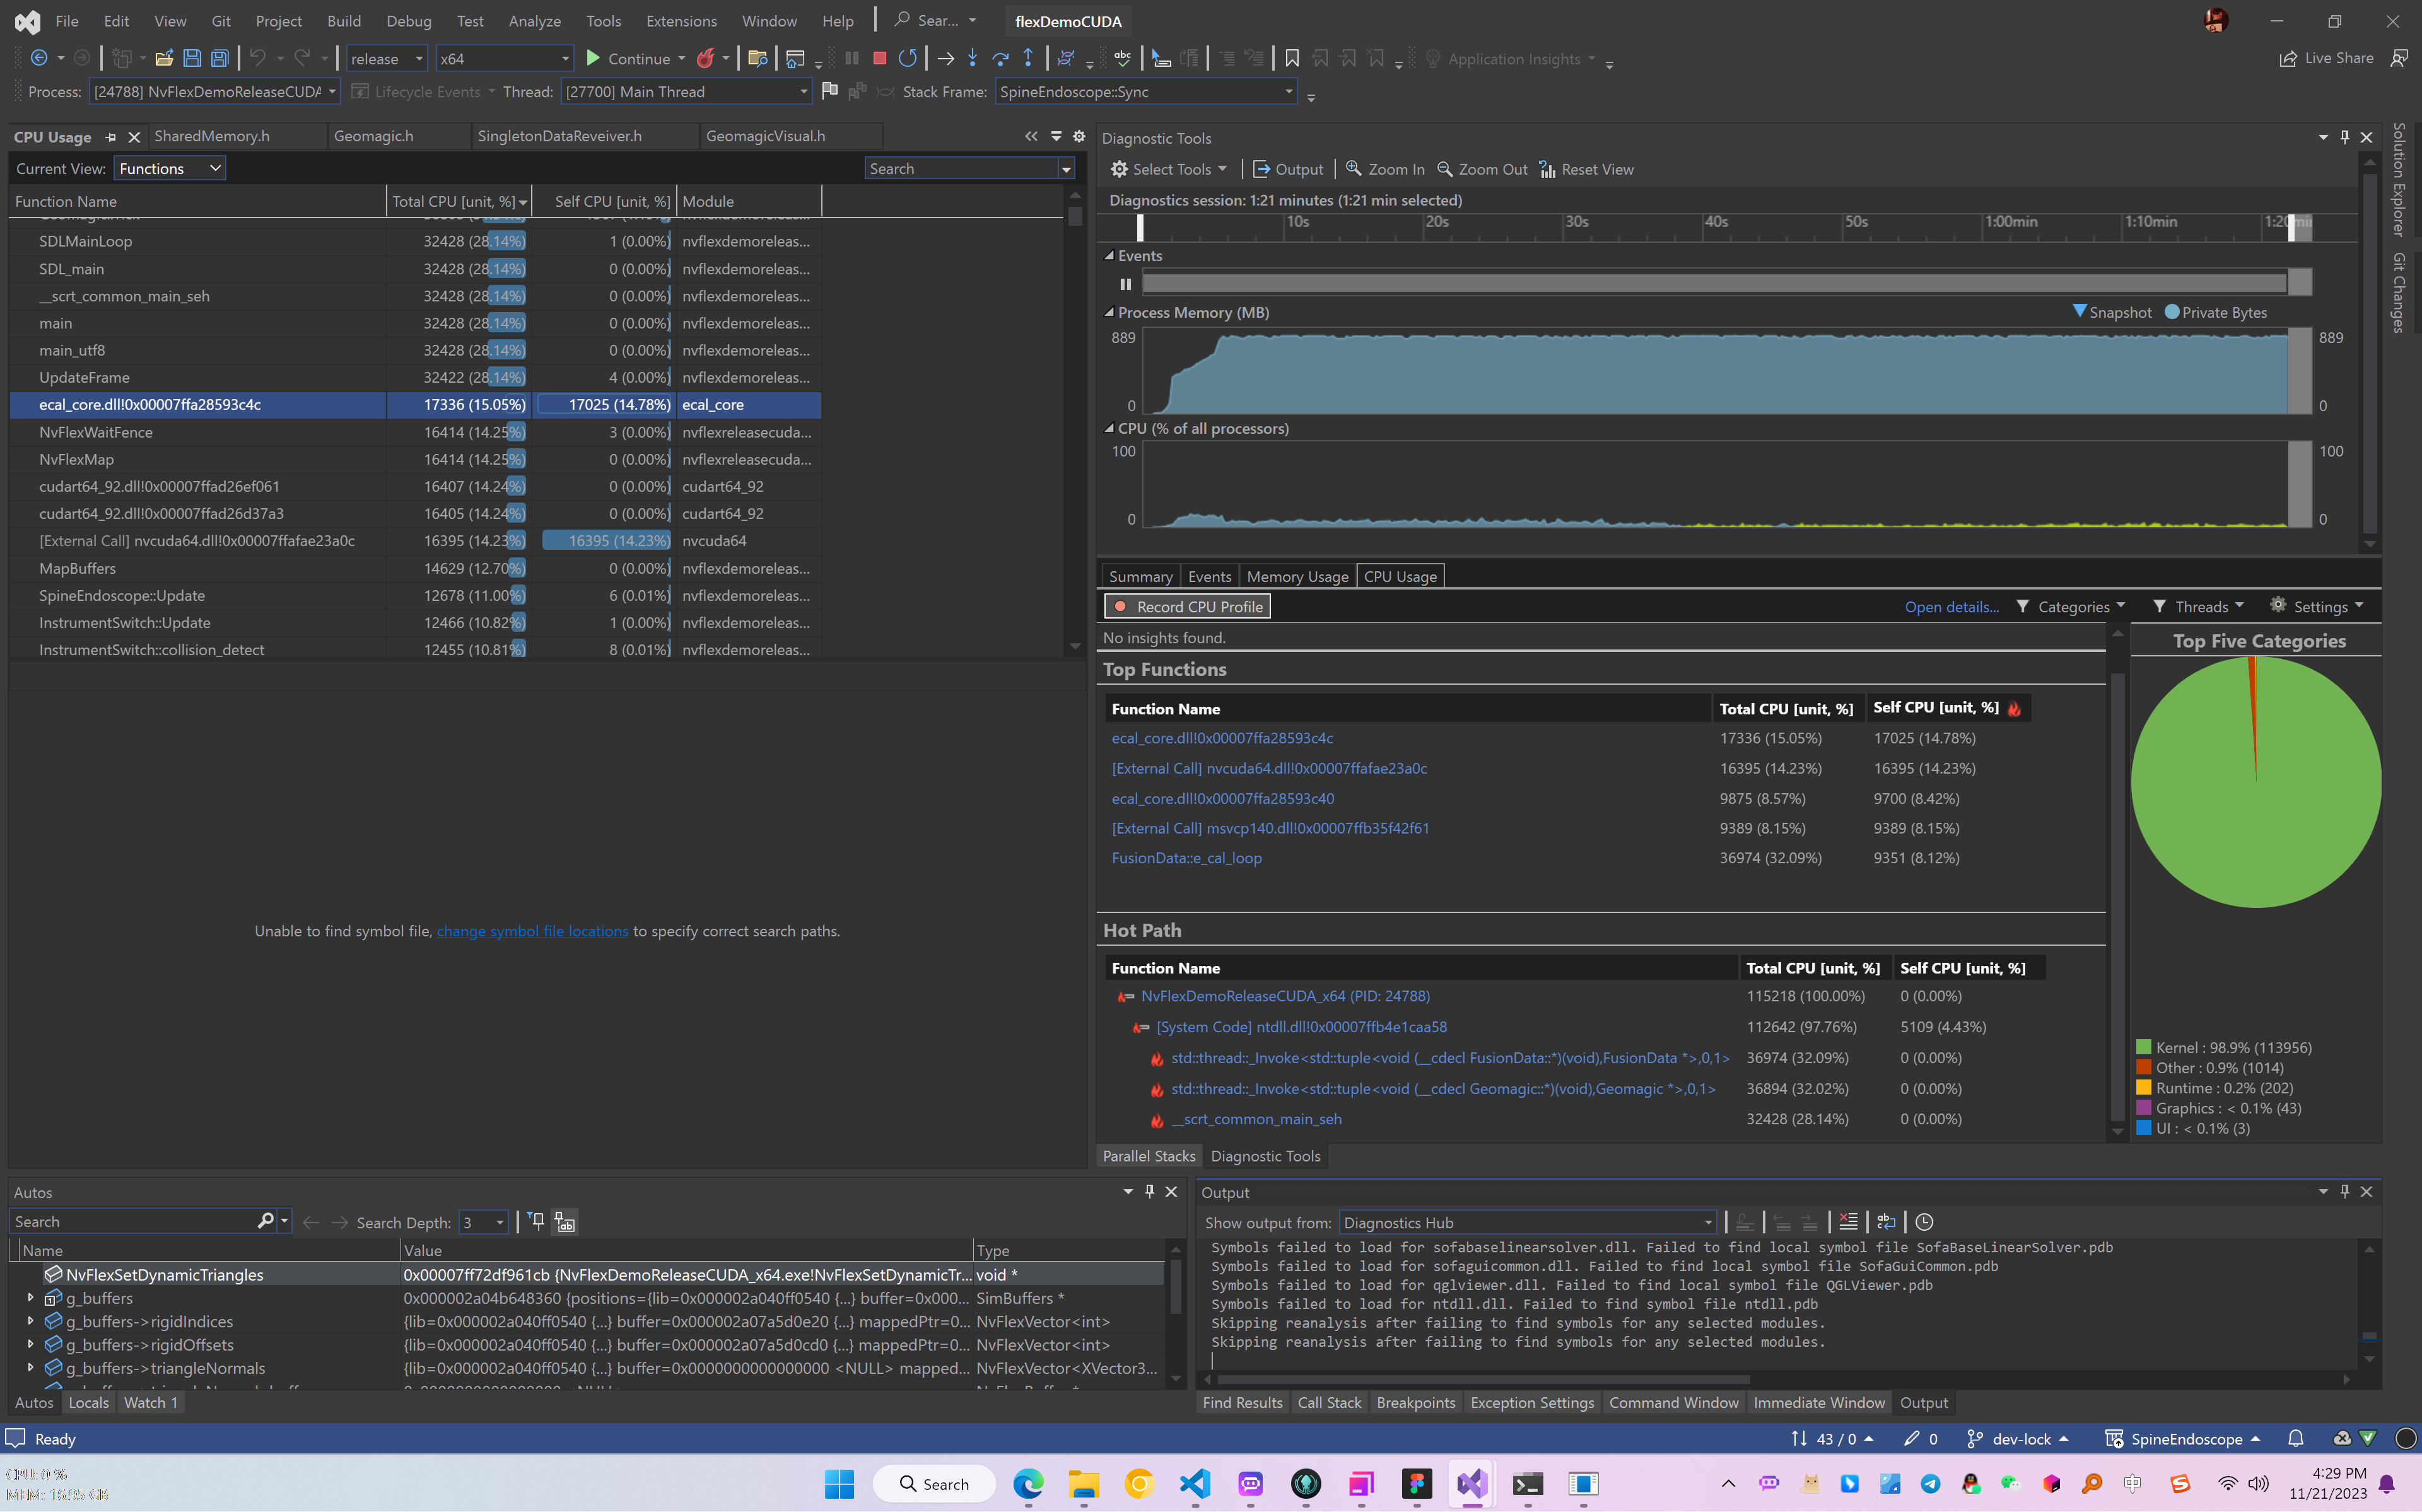 File Edit View Git Project Build Debug Test Analyze Tools Extensions Window Help Sear... flexDemoCUDA
release x64 Continue Application Insights Live Share
Process: [24788] NvFlexDemoReleaseCUDA Lifecycle Events Thread: [27700] Main Thread Stack Frame: SpineEndoscope::Sync
CPU Usage SharedMemory.h Geomagic.h SingletonDataReveiver.h GeomagicVisual.h
Current View: Functions Search
Function Name Total CPU [unit, %] Self CPU [unit, %] Module
SDLMainLoop 32428 (28.14%) 1 (0.00%) nvflexdemoreleas...
SDL_main 32428 (28.14%) 0 (0.00%) nvflexdemoreleas...
__scrt_common_main_seh 32428 (28.14%) 0 (0.00%) nvflexdemoreleas...
main 32428 (28.14%) 0 (0.00%) nvflexdemoreleas...
main_utf8 32428 (28.14%) 0 (0.00%) nvflexdemoreleas...
UpdateFrame 32422 (28.14%) 4 (0.00%) nvflexdemoreleas...
ecal_core.dll!0x00007ffa28593c4c 17336 (15.05%) 17025 (14.78%) ecal_core
NvFlexWaitFence 16414 (14.25%) 3 (0.00%) nvflexreleasecuda...
NvFlexMap 16414 (14.25%) 0 (0.00%) nvflexreleasecuda...
cudart64_92.dll!0x00007ffad26ef061 16407 (14.24%) 0 (0.00%) cudart64_92
cudart64_92.dll!0x00007ffad26d37a3 16405 (14.24%) 0 (0.00%) cudart64_92
[External Call] nvcuda64.dll!0x00007ffafae23a0c 16395 (14.23%) 16395 (14.23%) nvcuda64
MapBuffers 14629 (12.70%) 0 (0.00%) nvflexdemoreleas...
SpineEndoscope::Update 12678 (11.00%) 6 (0.01%) nvflexdemoreleas...
InstrumentSwitch::Update 12466 (10.82%) 1 (0.00%) nvflexdemoreleas...
InstrumentSwitch::collision_detect 12455 (10.81%) 8 (0.01%) nvflexdemoreleas...
Unable to find symbol file, change symbol file locations to specify correct search paths.
Diagnostic Tools
Select Tools Output Zoom In Zoom Out Reset View
Diagnostics session: 1:21 minutes (1:21 min selected)
10s 20s 30s 40s 50s 1:00min 1:10min 1:20min
Events
Process Memory (MB) Snapshot Private Bytes
889 889
0 0
CPU (% of all processors)
100 100
0 0
Summary Events Memory Usage CPU Usage
Record CPU Profile Open details... Categories Threads Settings
No insights found.
Top Functions
Function Name Total CPU [unit, %] Self CPU [unit, %]
ecal_core.dll!0x00007ffa28593c4c 17336 (15.05%) 17025 (14.78%)
[External Call] nvcuda64.dll!0x00007ffafae23a0c 16395 (14.23%) 16395 (14.23%)
ecal_core.dll!0x00007ffa28593c40 9875 (8.57%) 9700 (8.42%)
[External Call] msvcp140.dll!0x00007ffb35f42f61 9389 (8.15%) 9389 (8.15%)
FusionData::e_cal_loop 36974 (32.09%) 9351 (8.12%)
Hot Path
Function Name Total CPU [unit, %] Self CPU [unit, %]
NvFlexDemoReleaseCUDA_x64 (PID: 24788) 115218 (100.00%) 0 (0.00%)
[System Code] ntdll.dll!0x00007ffb4e1caa58 112642 (97.76%) 5109 (4.43%)
std::thread::_Invoke<std::tuple<void (__cdecl FusionData::*)(void),FusionData *>,0,1> 36974 (32.09%) 0 (0.00%)
std::thread::_Invoke<std::tuple<void (__cdecl Geomagic::*)(void),Geomagic *>,0,1> 36894 (32.02%) 0 (0.00%)
__scrt_common_main_seh 32428 (28.14%) 0 (0.00%)
Top Five Categories
Kernel : 98.9% (113956)
Other : 0.9% (1014)
Runtime : 0.2% (202)
Graphics : < 0.1% (43)
UI : < 0.1% (3)
Parallel Stacks Diagnostic Tools
Solution Explorer
Git Changes
Autos
Search Search Depth: 3
Name Value Type
NvFlexSetDynamicTriangles 0x00007ff72df961cb {NvFlexDemoReleaseCUDA_x64.exe!NvFlexSetDynamicTr... void *
g_buffers 0x000002a04b648360 {positions={lib=0x000002a040ff0540 {...} buffer=0x000... SimBuffers *
g_buffers->rigidIndices {lib=0x000002a040ff0540 {...} buffer=0x000002a07a5d0e20 {...} mappedPtr=0... NvFlexVector<int>
g_buffers->rigidOffsets {lib=0x000002a040ff0540 {...} buffer=0x000002a07a5d0cd0 {...} mappedPtr=0... NvFlexVector<int>
g_buffers->triangleNormals {lib=0x000002a040ff0540 {...} buffer=0x0000000000000000 <NULL> mapped... NvFlexVector<XVector3...
Autos Locals Watch 1
Output
Show output from: Diagnostics Hub
Symbols failed to load for sofabaselinearsolver.dll. Failed to find local symbol file SofaBaseLinearSolver.pdb
Symbols failed to load for sofaguicommon.dll. Failed to find local symbol file SofaGuiCommon.pdb
Symbols failed to load for qglviewer.dll. Failed to find local symbol file QGLViewer.pdb
Symbols failed to load for ntdll.dll. Failed to find symbol file ntdll.pdb
Skipping reanalysis after failing to find symbols for any selected modules.
Skipping reanalysis after failing to find symbols for any selected modules.
Find Results Call Stack Breakpoints Exception Settings Command Window Immediate Window Output
Ready 43 / 0 0 dev-lock SpineEndoscope
CPU: 0 %
Search
中
4:29 PM
11/21/2023